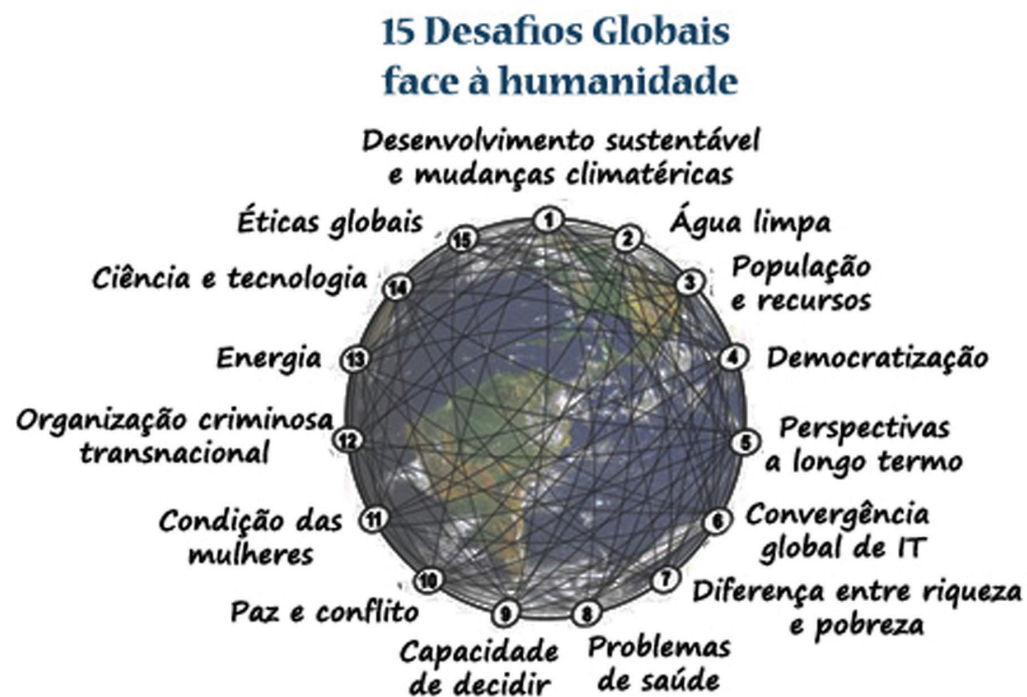 15 Desafios Globais
face à humanidade
Desenvolvimento sustentável
e mudanças climatéricas
1
Água limpa
2
População
e recursos
3
Democratização
4
Perspectivas
a longo termo
5
Convergência
global de IT
6
Diferença entre riqueza
e pobreza
7
Problemas
de saúde
8
Capacidade
de decidir
9
Paz e conflito
10
Condição das
mulheres
11
Organização criminosa
transnacional
12
Energia
13
Ciência e tecnologia
14
Éticas globais
15